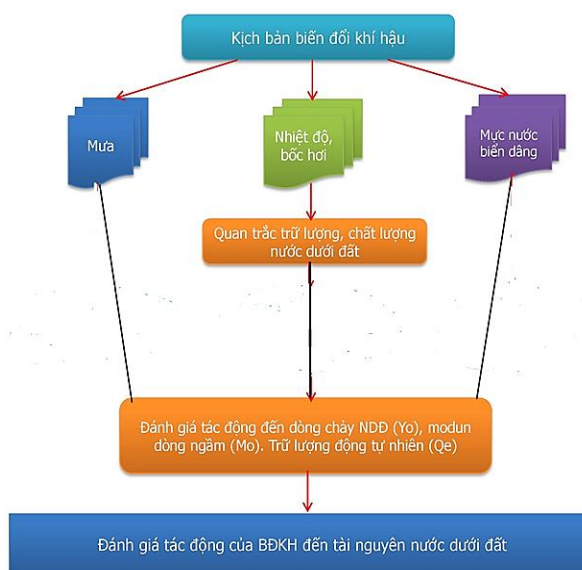 Kịch bản biến đổi khí hậu
Mưa
Nhiệt độ,
bốc hơi
Mực nước
biển dâng
Quan trắc trữ lượng, chất lượng
nước dưới đất
Đánh giá tác động đến dòng chảy NDĐ (Yo), modun
dòng ngầm (Mo). Trữ lượng động tự nhiên (Qe)
Đánh giá tác động của BĐKH đến tài nguyên nước dưới đất